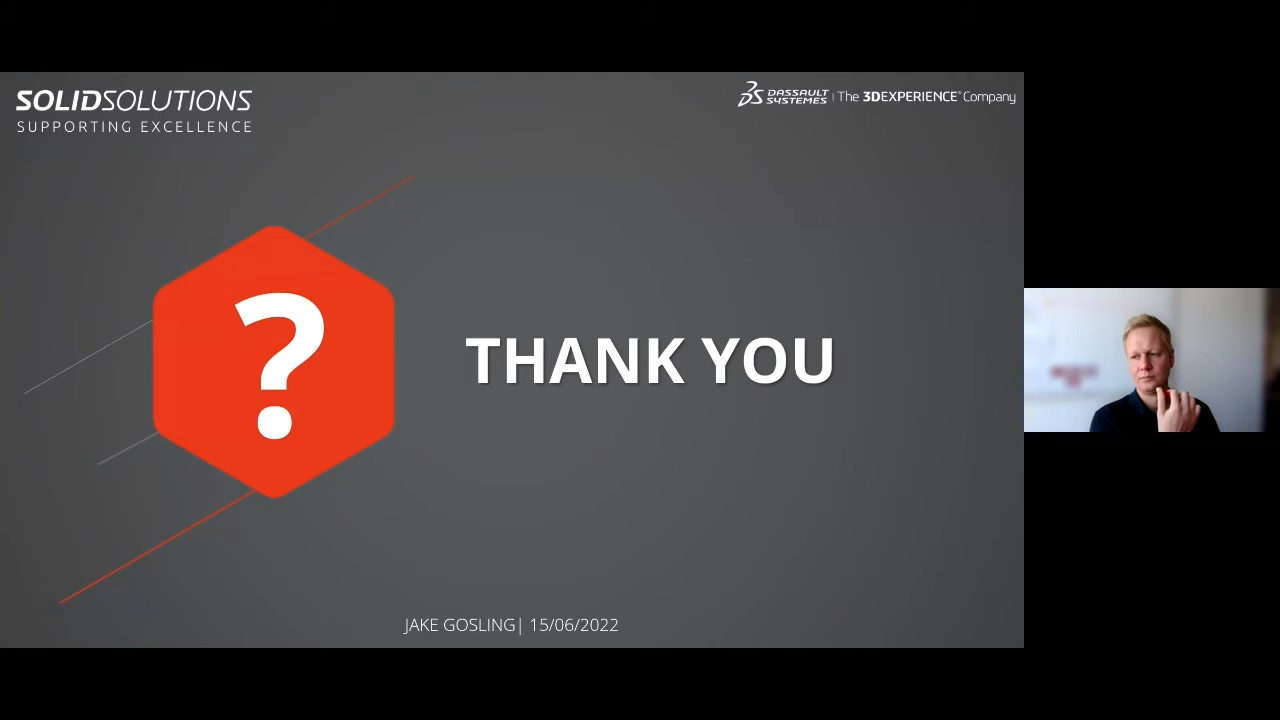 SOLIDSOLUTIONS
SUPPORTING EXCELLENCE
DASSAULT SYSTEMES | The 3DEXPERIENCE® Company
?
THANK YOU
JAKE GOSLING| 15/06/2022